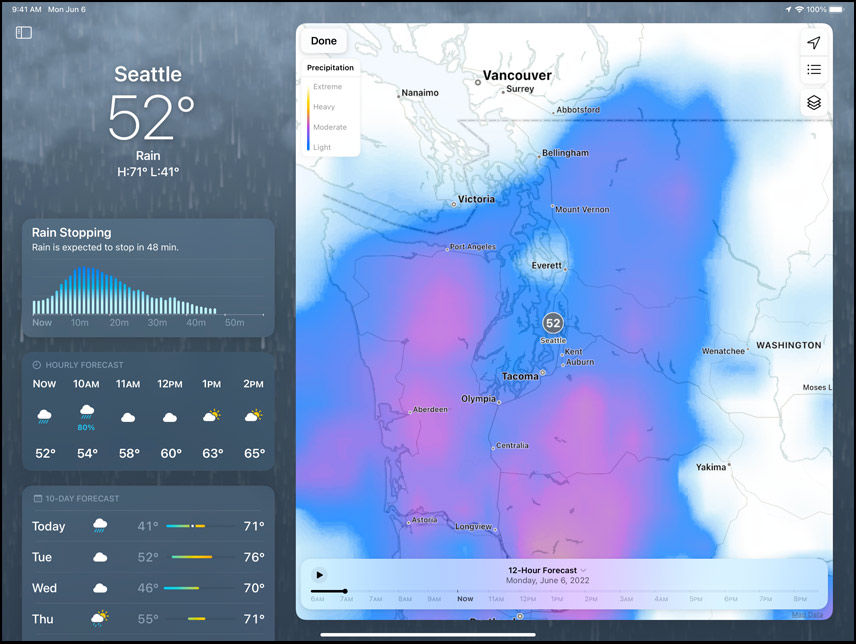 9:41 AM Mon Jun 6
100%
Seattle
52°
Rain
H:71° L:41°
Rain Stopping
Rain is expected to stop in 48 min.
Now 10m 20m 30m 40m 50m
HOURLY FORECAST
Now 10AM 11AM 12PM 1PM 2PM
80%
52° 54° 58° 60° 63° 65°
10-DAY FORECAST
Today 41° 71°
Tue 52° 76°
Wed 46° 70°
Thu 55° 71°
Done
Precipitation
Extreme
Heavy
Moderate
Light
Vancouver
Nanaimo
Surrey
Abbotsford
Bellingham
Victoria
Mount Vernon
Port Angeles
Everett
52
Seattle
WASHINGTON
Wenatchee
Kent
Auburn
Tacoma
Moses L
Olympia
Aberdeen
Centralia
Yakima
Astoria
Longview
12-Hour Forecast
Monday, June 6, 2022
6AM 7AM 7AM 8AM 9AM Now 11AM 12PM 1PM 2PM 3AM 4AM 5PM 6PM 7PM 8PM
Map Data